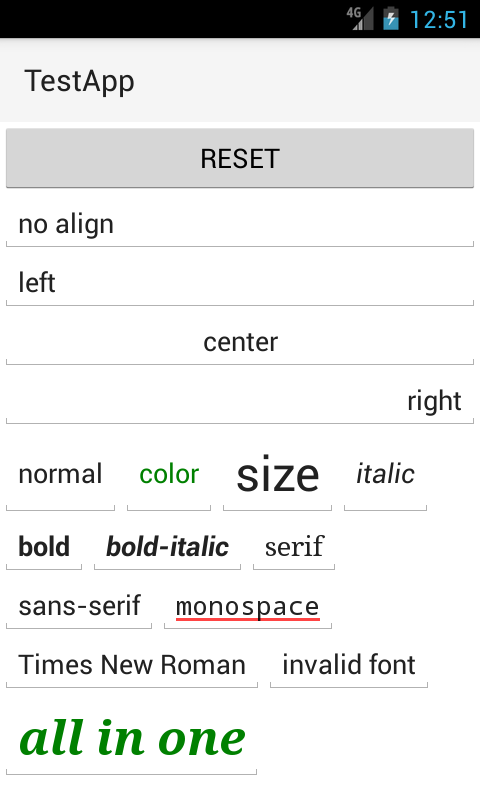 4G 12:51
TestApp
RESET
no align
left
center
right
normal color size italic
bold bold-italic serif
sans-serif monospace
Times New Roman invalid font
all in one